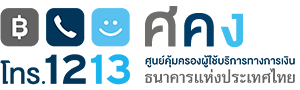 ฿
ศคง
โทร.1213
ศูนย์คุ้มครองผู้ใช้บริการทางการเงิน
ธนาคารแห่งประเทศไทย